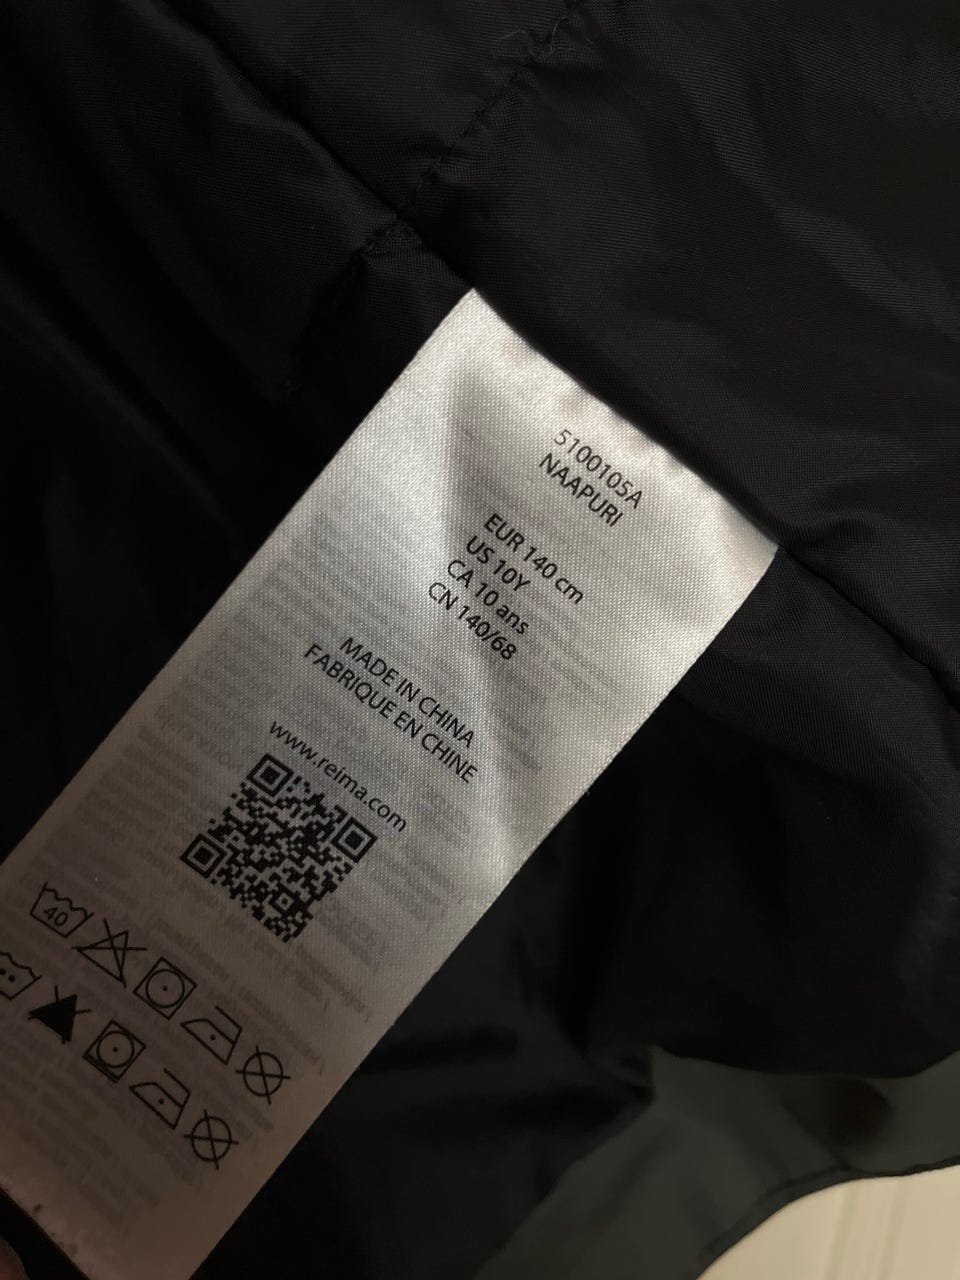 5100105A
NAAPURI
EUR 140 cm
US 10Y
CA 10 ans
CN 140/68
MADE IN CHINA
FABRIQUE EN CHINE
www.reima.com
40